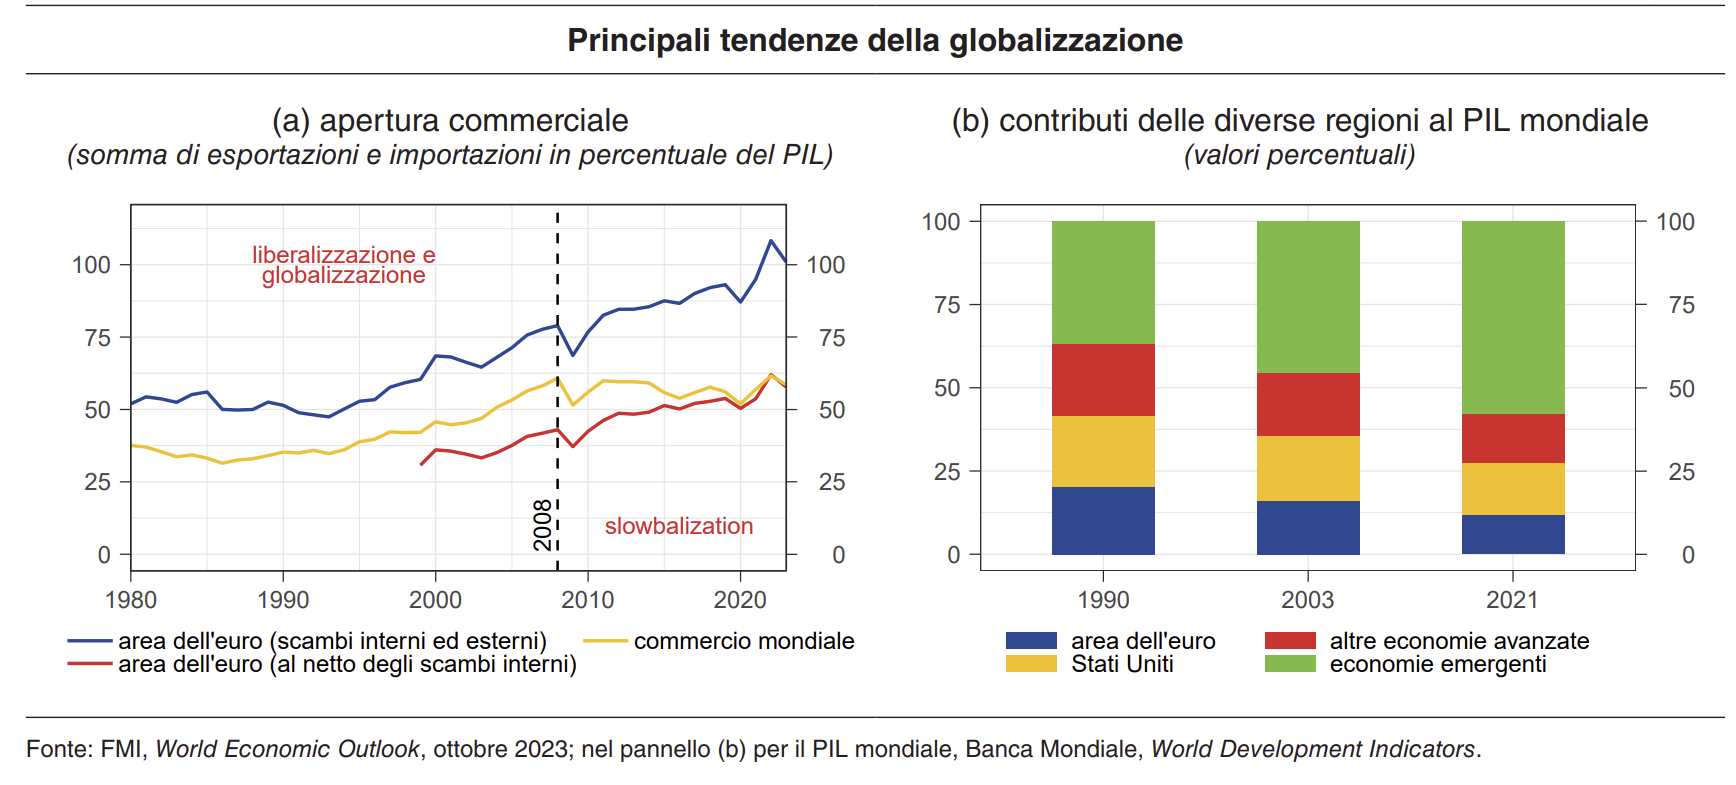 Principali tendenze della globalizzazione
(a) apertura commerciale
(somma di esportazioni e importazioni in percentuale del PIL)
liberalizzazione e
globalizzazione
100 100
75 75
50 50
25 25
0 0
2008
slowbalization
1980 1990 2000 2010 2020
area dell'euro (scambi interni ed esterni) commercio mondiale
area dell'euro (al netto degli scambi interni)
(b) contributi delle diverse regioni al PIL mondiale
(valori percentuali)
100 100
75 75
50 50
25 25
0 0
1990 2003 2021
area dell'euro altre economie avanzate
Stati Uniti economie emergenti
Fonte: FMI, World Economic Outlook, ottobre 2023; nel pannello (b) per il PIL mondiale, Banca Mondiale, World Development Indicators.